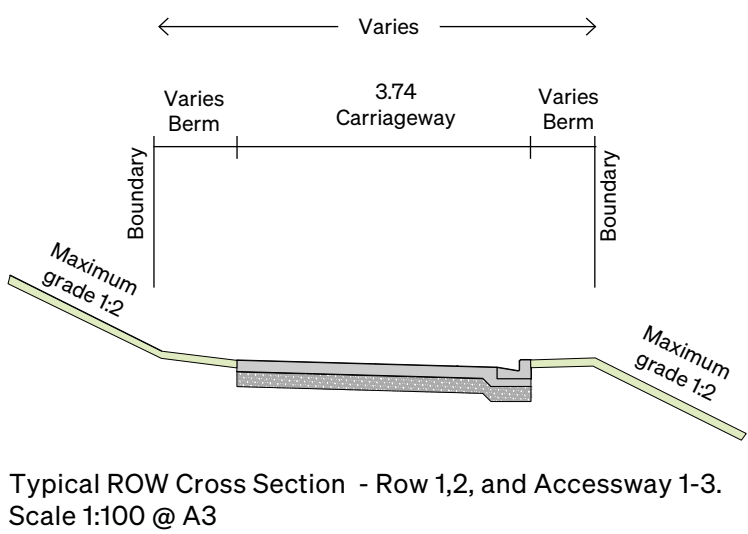 Varies
Varies
Berm
3.74
Carriageway
Varies
Berm
Boundary
Boundary
Maximum
grade 1:2
Maximum
grade 1:2
Typical ROW Cross Section - Row 1,2, and Accessway 1-3.
Scale 1:100 @ A3